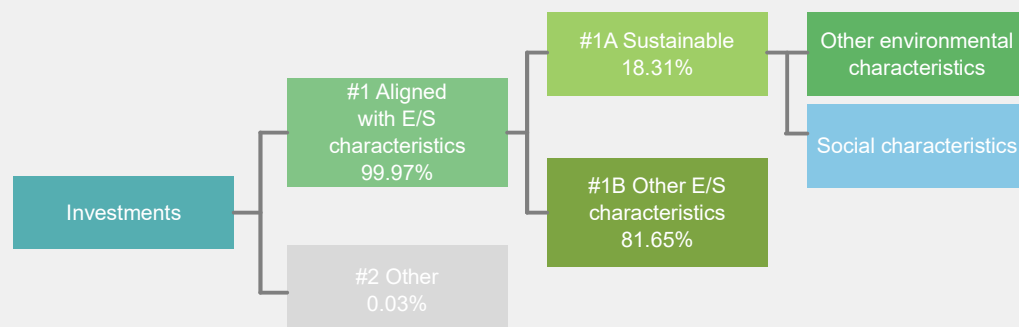 Investments
#1 Aligned
with E/S
characteristics
99.97%
#2 Other
0.03%
#1A Sustainable
18.31%
#1B Other E/S
characteristics
81.65%
Other environmental
characteristics
Social characteristics